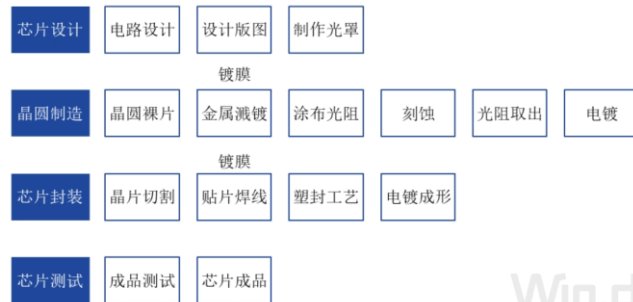 芯片设计 电路设计 设计版图 制作光罩
镀膜
晶圆制造 晶圆裸片 金属溅镀 涂布光阻 刻蚀 光阻取出 电镀
镀膜
芯片封装 晶片切割 贴片焊线 塑封工艺 电镀成形
芯片测试 成品测试 芯片成品